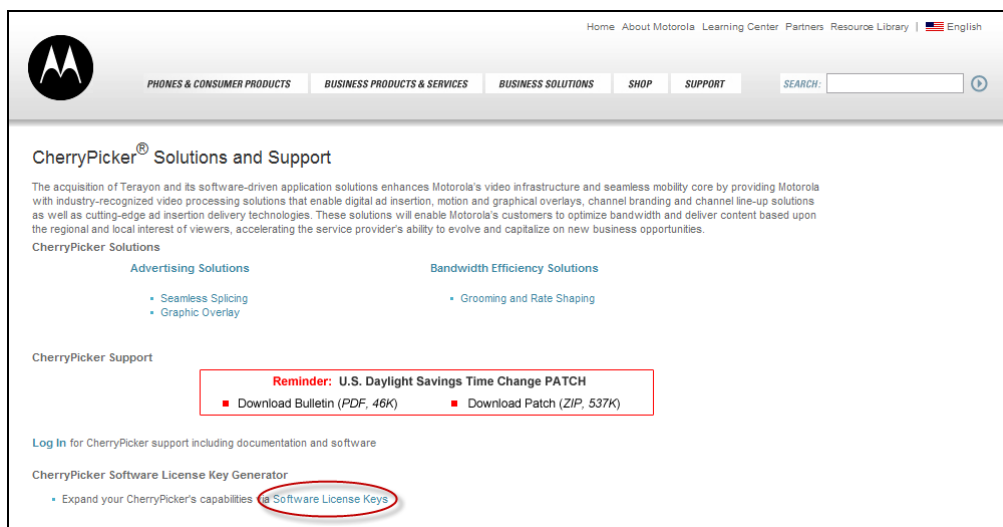 Home About Motorola Learning Center Partners Resource Library | English
PHONES & CONSUMER PRODUCTS BUSINESS PRODUCTS & SERVICES BUSINESS SOLUTIONS SHOP SUPPORT SEARCH:
CherryPicker® Solutions and Support
The acquisition of Terayon and its software-driven application solutions enhances Motorola's video infrastructure and seamless mobility core by providing Motorola
with industry-recognized video processing solutions that enable digital ad insertion, motion and graphical overlays, channel branding and channel line-up solutions
as well as cutting-edge ad insertion delivery technologies. These solutions will enable Motorola's customers to optimize bandwidth and deliver content based upon
the regional and local interest of viewers, accelerating the service provider's ability to evolve and capitalize on new business opportunities.
CherryPicker Solutions
Advertising Solutions Bandwidth Efficiency Solutions
▪ Seamless Splicing ▪ Grooming and Rate Shaping
▪ Graphic Overlay
CherryPicker Support
Reminder: U.S. Daylight Savings Time Change PATCH
▪ Download Bulletin (PDF, 46K) ▪ Download Patch (ZIP, 537K)
Log In for CherryPicker support including documentation and software
CherryPicker Software License Key Generator
▪ Expand your CherryPicker's capabilities via Software License Keys